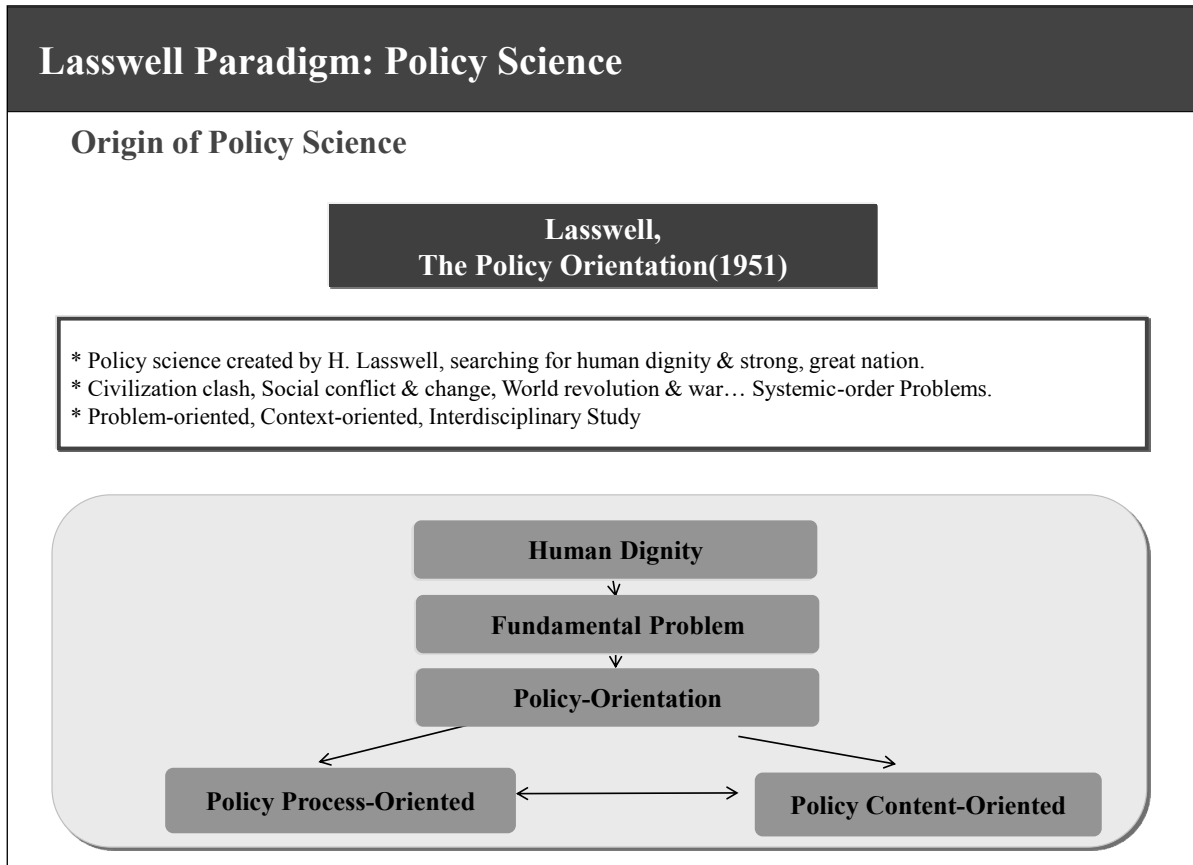 Lasswell Paradigm: Policy Science
Origin of Policy Science
Lasswell,
The Policy Orientation(1951)
* Policy science created by H. Lasswell, searching for human dignity & strong, great nation.
* Civilization clash, Social conflict & change, World revolution & war… Systemic-order Problems.
* Problem-oriented, Context-oriented, Interdisciplinary Study
Human Dignity
Fundamental Problem
Policy-Orientation
Policy Process-Oriented
Policy Content-Oriented